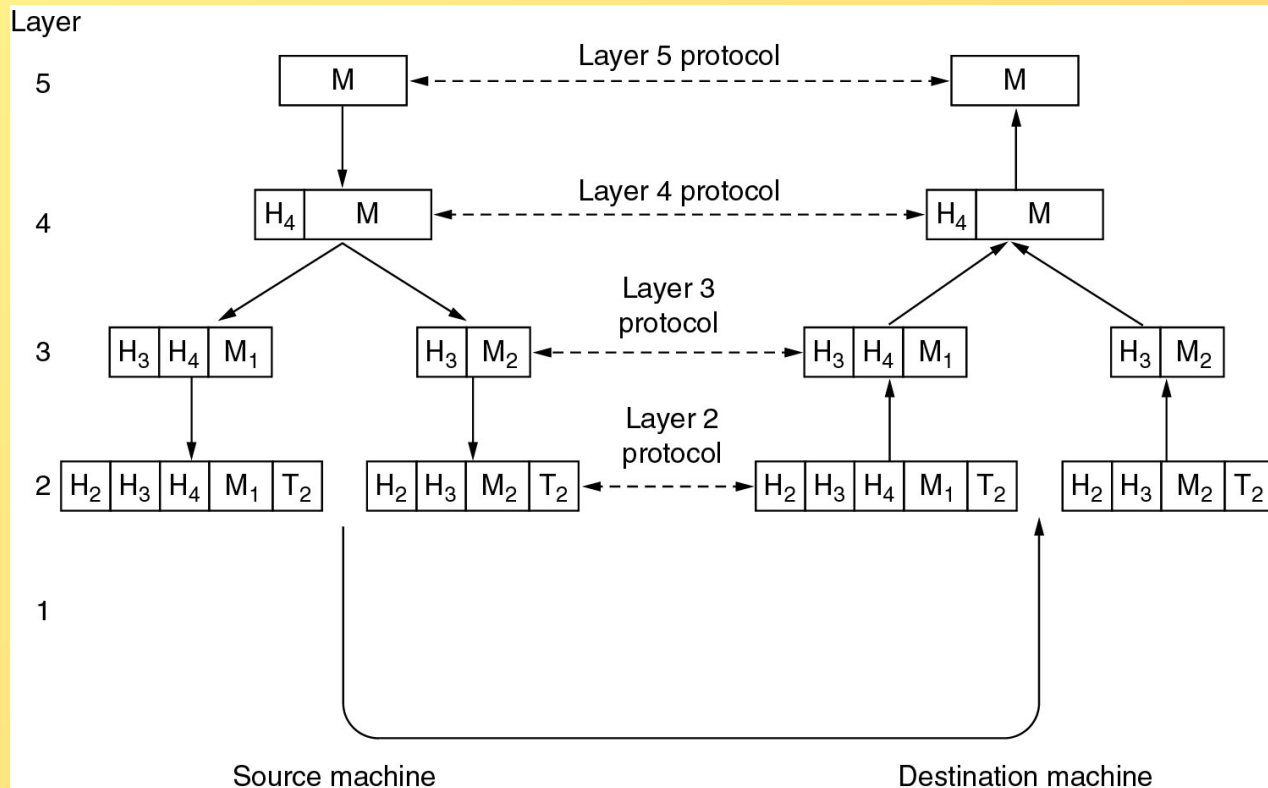 Layer
5 M Layer 5 protocol M
4 H₄ M Layer 4 protocol H₄ M
Layer 3
protocol
3 H₃ H₄ M₁ H₃ M₂ H₃ H₄ M₁ H₃ M₂
Layer 2
protocol
2 H₂ H₃ H₄ M₁ T₂ H₂ H₃ M₂ T₂ H₂ H₃ H₄ M₁ T₂ H₂ H₃ M₂ T₂
1
Source machine Destination machine